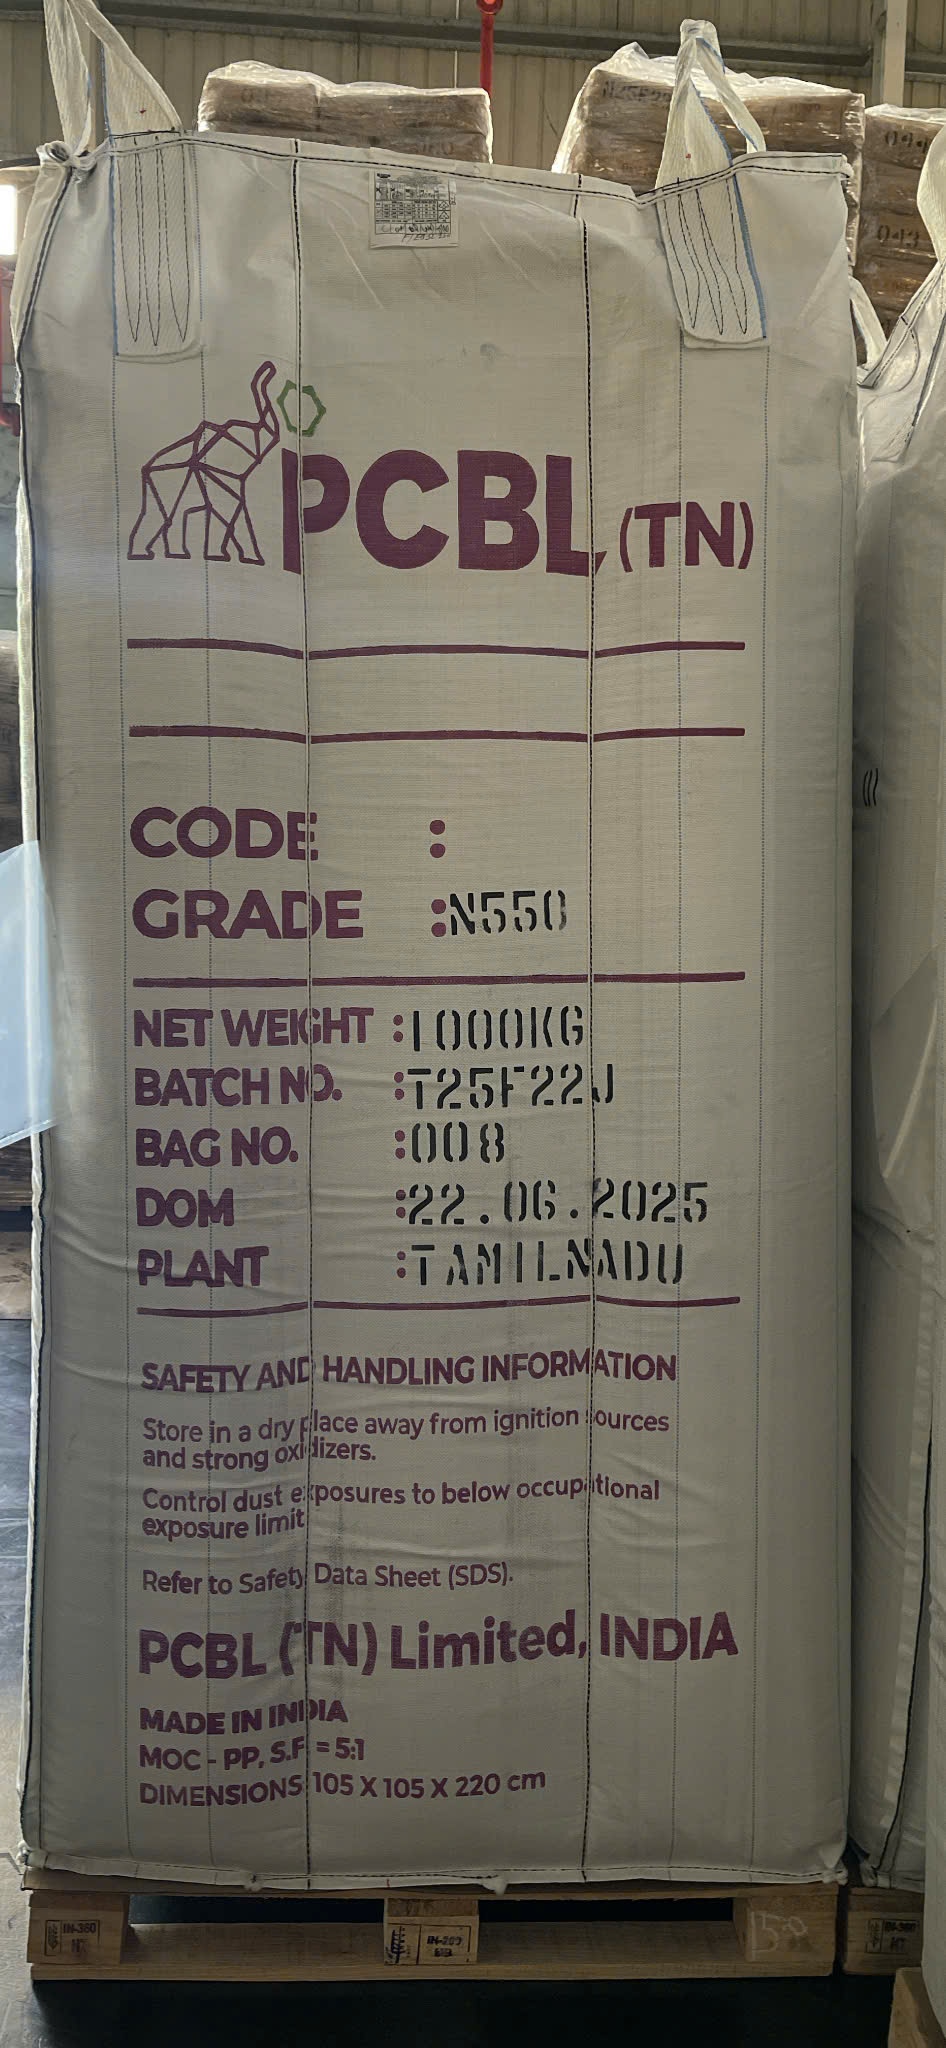 PCBL (TN)
CODE :
GRADE : N550
NET WEIGHT : 1000KG
BATCH NO. : T25F22J
BAG NO. : 008
DOM : 22.06.2025
PLANT : TAMILNADU
SAFETY AND HANDLING INFORMATION
Store in a dry place away from ignition sources
and strong oxidizers.
Control dust exposures to below occupational
exposure limit
Refer to Safety Data Sheet (SDS).
PCBL (TN) Limited, INDIA
MADE IN INDIA
MOC - PP, S.F. = 5:1
DIMENSIONS: 105 X 105 X 220 cm
IN-360